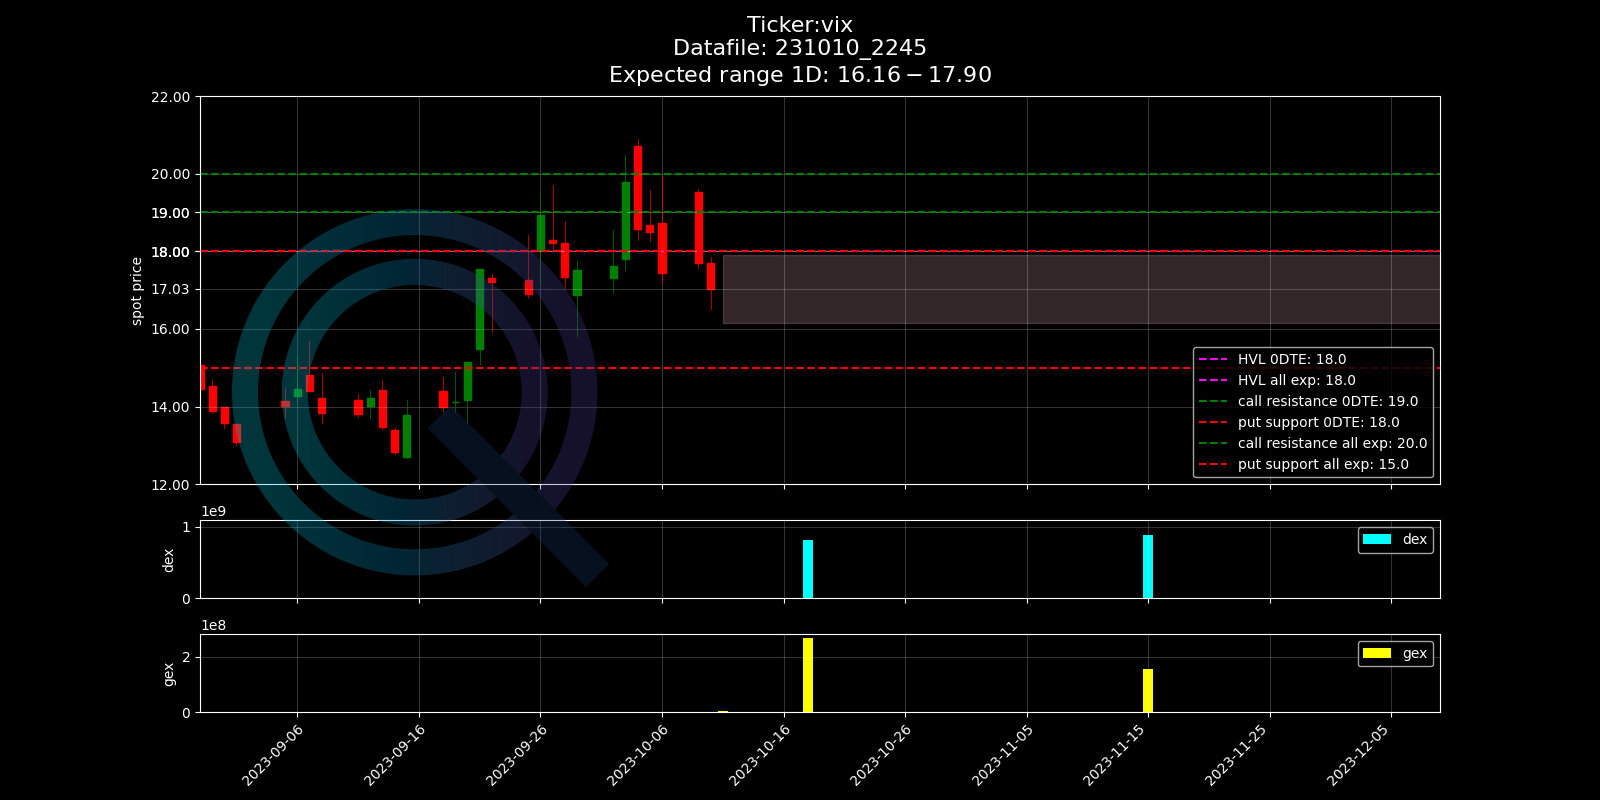 Ticker:vix
Datafile: 231010_2245
Expected range 1D: 16.16 − 17.90
22.00
20.00
19.00
18.00
17.03
16.00
14.00
12.00
spot price
HVL 0DTE: 18.0
HVL all exp: 18.0
call resistance 0DTE: 19.0
put support 0DTE: 18.0
call resistance all exp: 20.0
put support all exp: 15.0
1e9
1
0
dex
dex
1e8
2
0
gex
gex
2023-09-06
2023-09-16
2023-09-26
2023-10-06
2023-10-16
2023-10-26
2023-11-05
2023-11-15
2023-11-25
2023-12-05